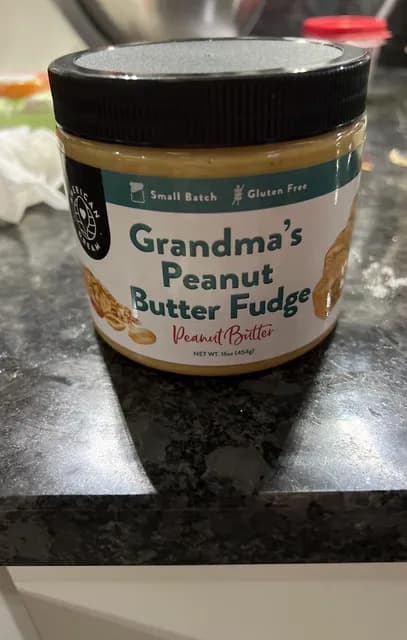 Small Batch Gluten Free
Grandma's
Peanut
Butter Fudge
Peanut Butter
NET WT. 16oz (454g)